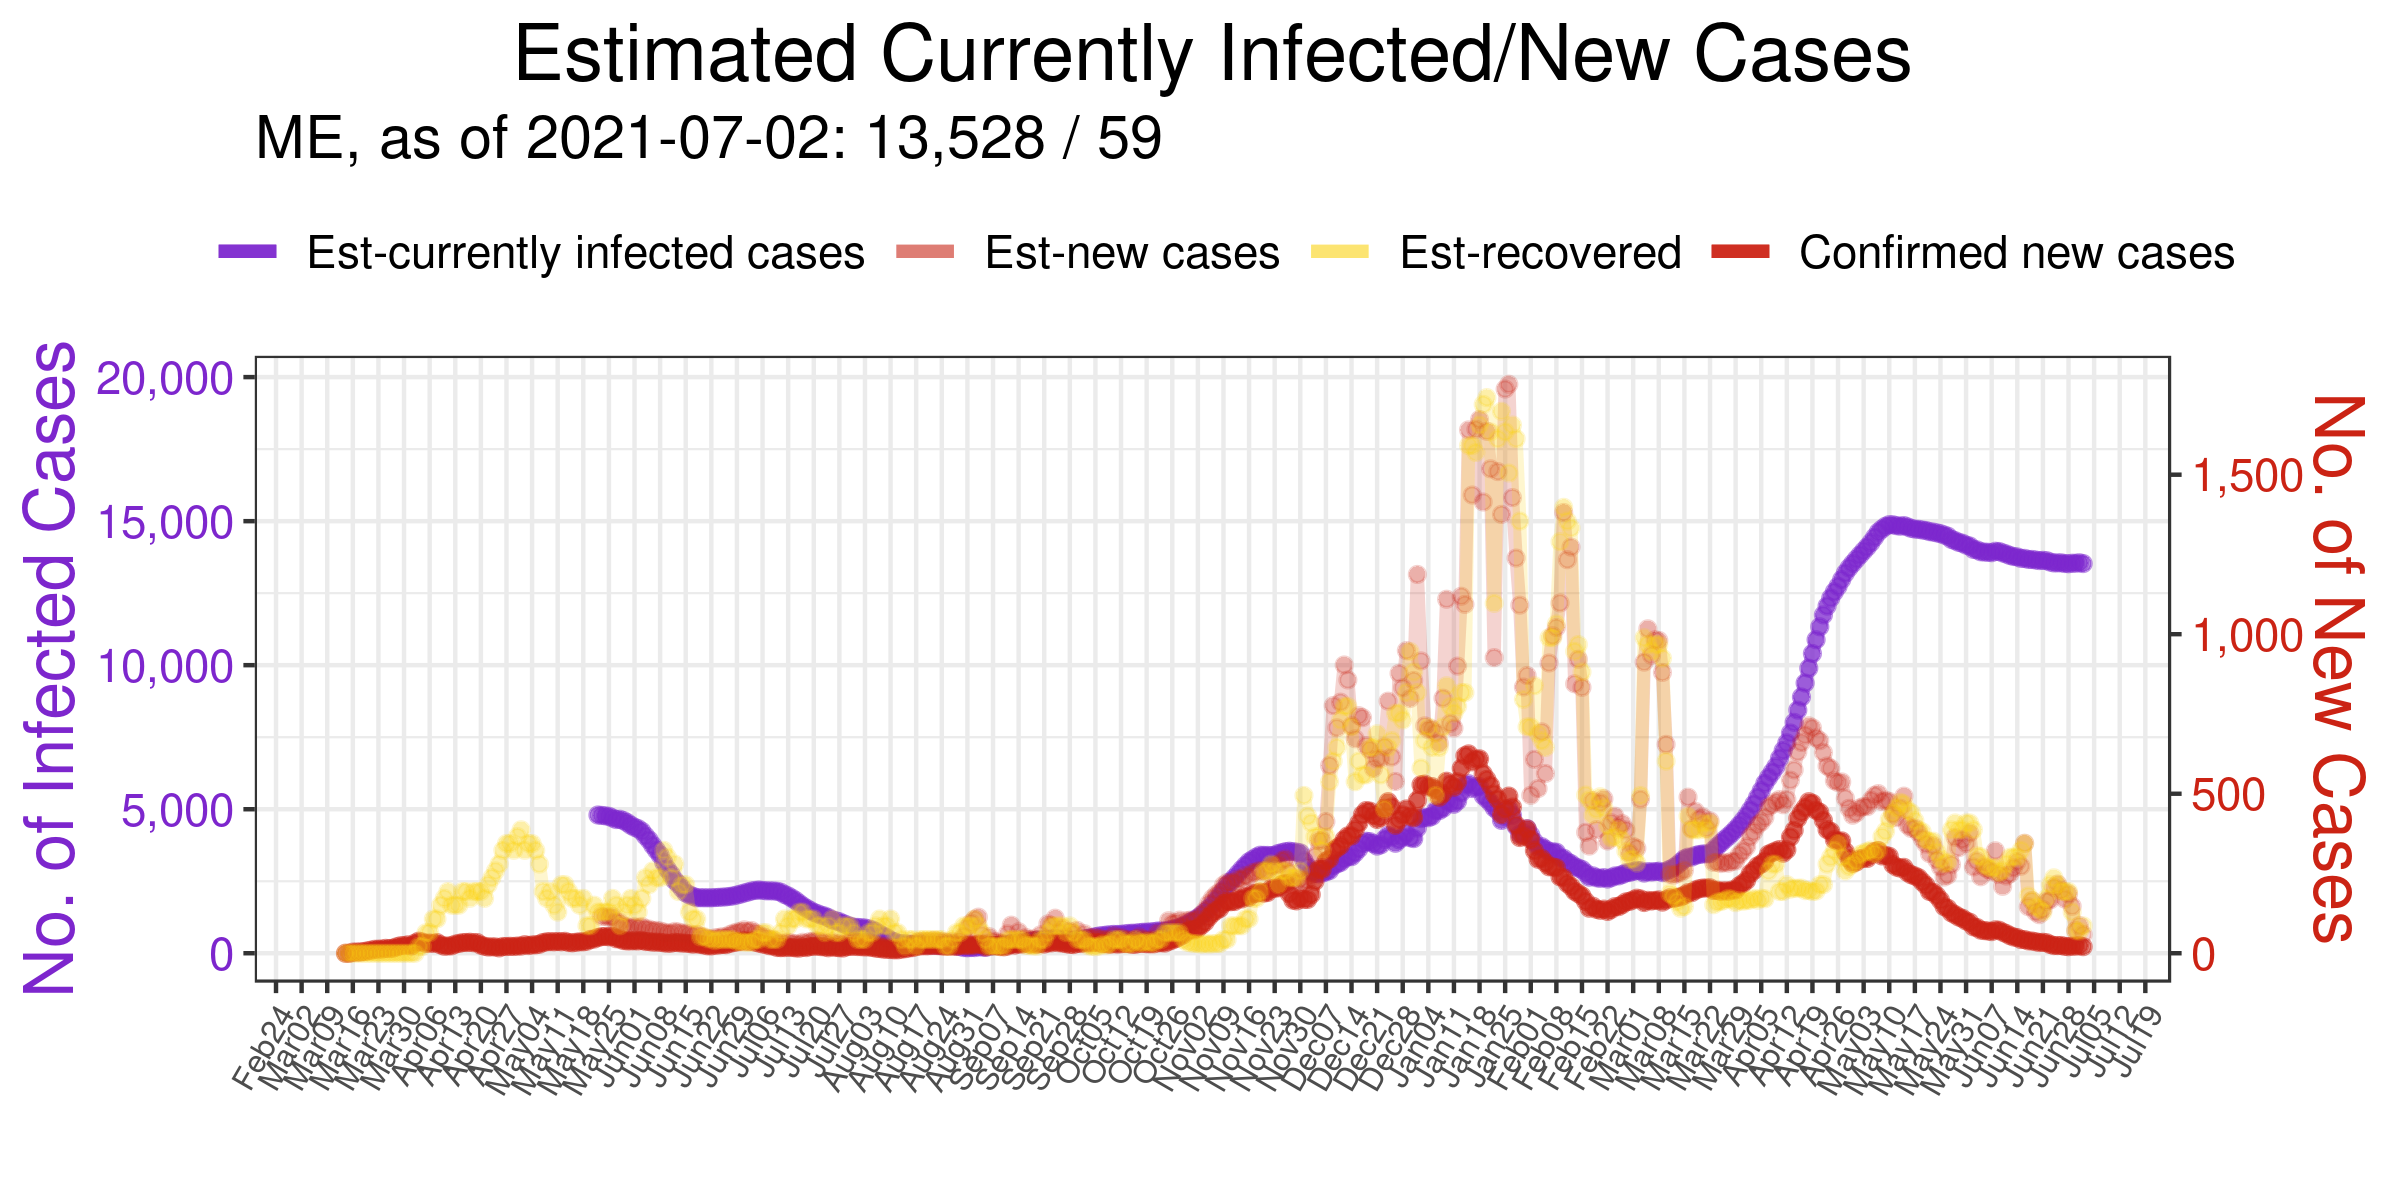 Estimated Currently Infected/New Cases
ME, as of 2021-07-02: 13,528 / 59
Est-currently infected cases Est-new cases Est-recovered Confirmed new cases
No. of Infected Cases
20,000
15,000
10,000
5,000
0
1,500
1,000
500
0
No. of New Cases
Feb24 Mar02 Mar09 Mar16 Mar23 Mar30 Apr06 Apr13 Apr20 Apr27 May04 May11 May18 May25 Jun01 Jun08 Jun15 Jun22 Jun29 Jul06 Jul13 Jul20 Jul27 Aug03 Aug10 Aug17 Aug24 Aug31 Sep07 Sep14 Sep21 Sep28 Oct05 Oct12 Oct19 Oct26 Nov02 Nov09 Nov16 Nov23 Nov30 Dec07 Dec14 Dec21 Dec28 Jan04 Jan11 Jan18 Jan25 Feb01 Feb08 Feb15 Feb22 Mar01 Mar08 Mar15 Mar22 Mar29 Apr05 Apr12 Apr19 Apr26 May03 May10 May17 May24 May31 Jun07 Jun14 Jun21 Jun28 Jul05 Jul12 Jul19